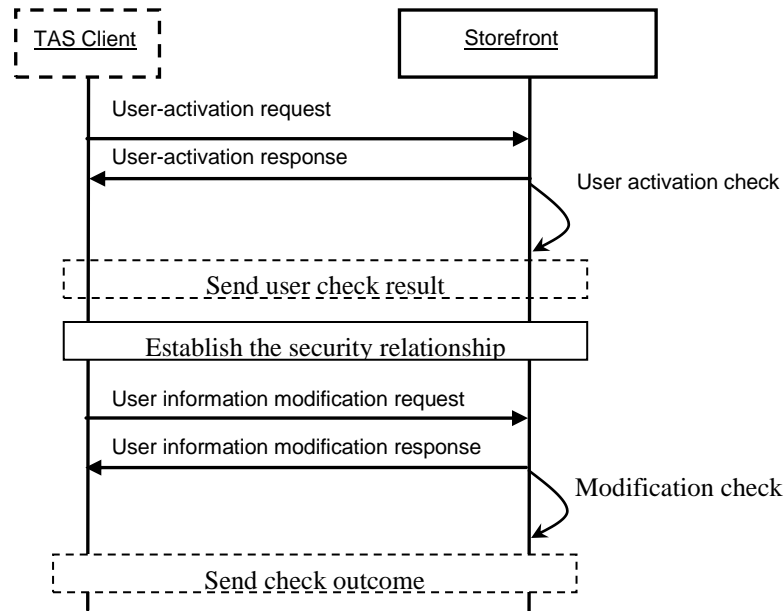 TAS Client
Storefront
User-activation request
User-activation response
User activation check
Send user check result
Establish the security relationship
User information modification request
User information modification response
Modification check
Send check outcome